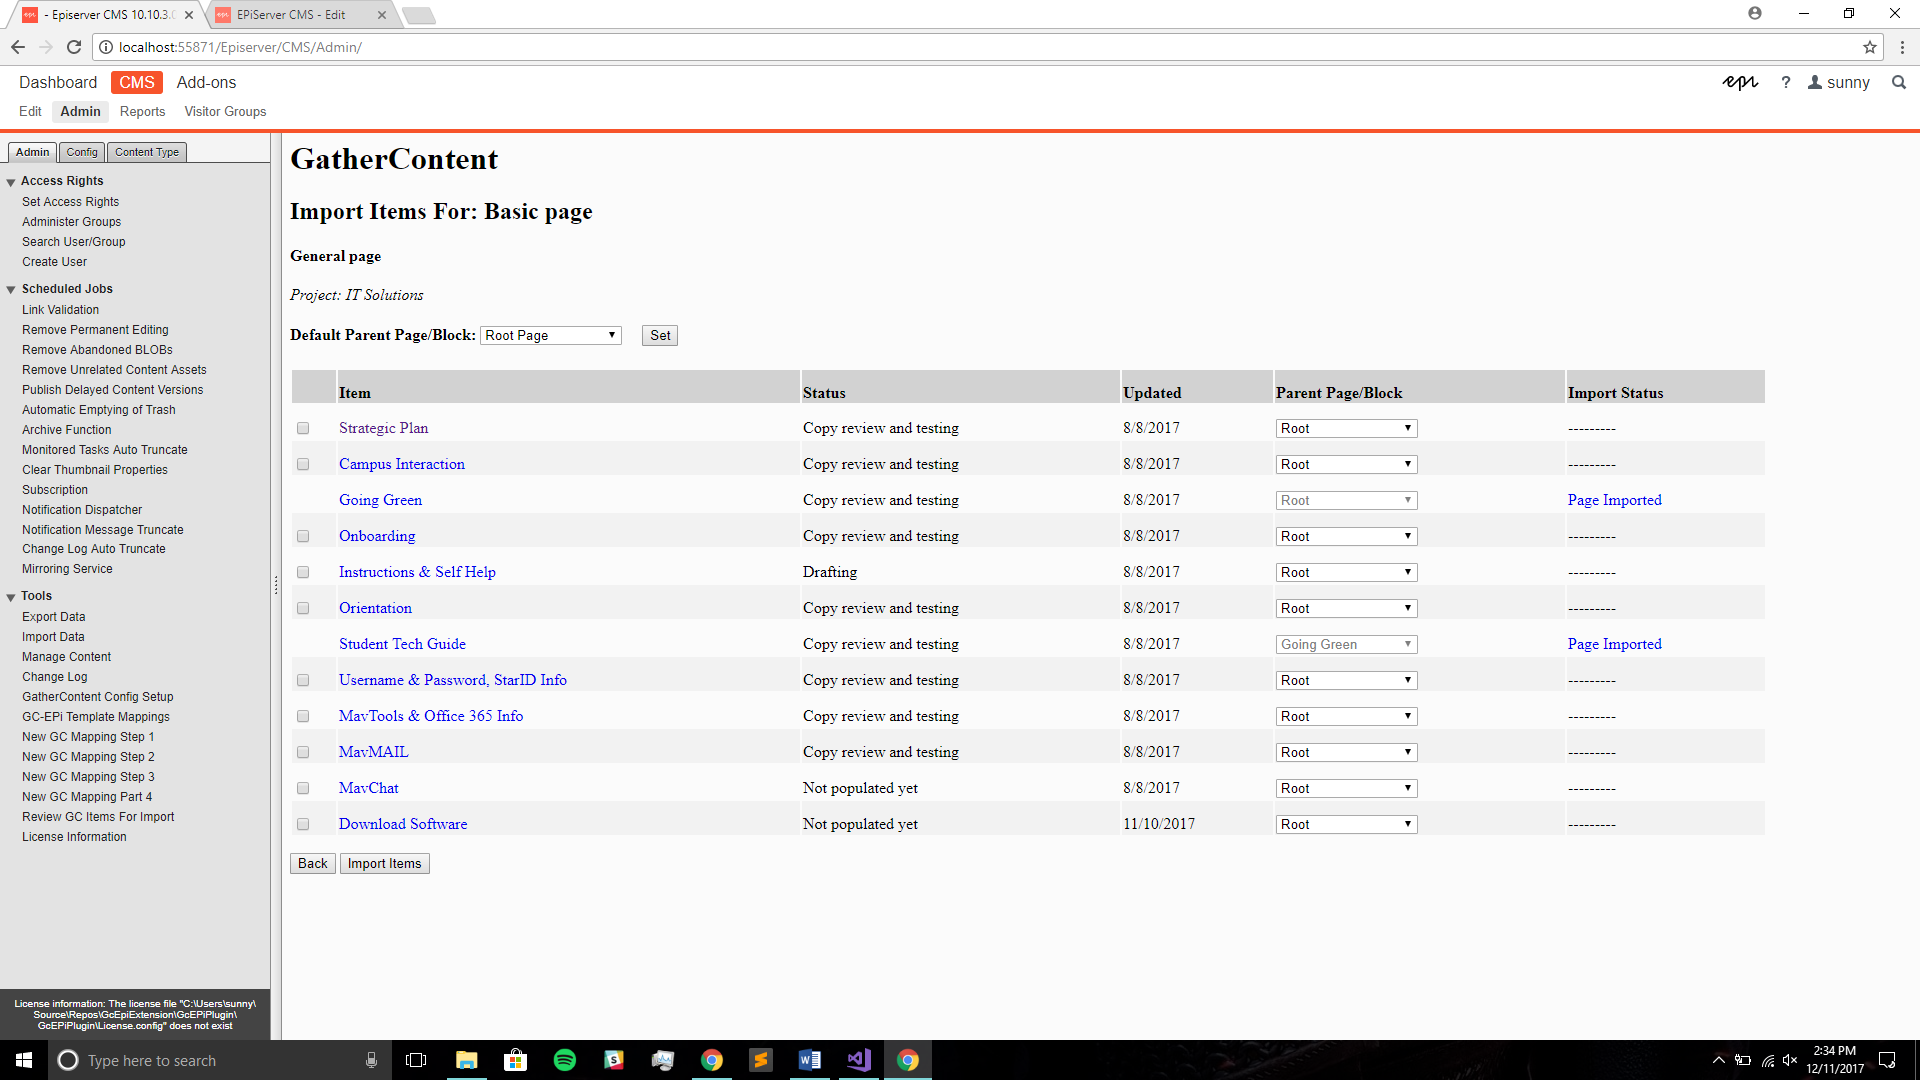 - Episerver CMS 10.10.3.0
EPiServer CMS - Edit
localhost:55871/Episerver/CMS/Admin/
Dashboard CMS Add-ons
epi ? sunny
Edit Admin Reports Visitor Groups
Admin Config Content Type
Access Rights
Set Access Rights
Administer Groups
Search User/Group
Create User
Scheduled Jobs
Link Validation
Remove Permanent Editing
Remove Abandoned BLOBs
Remove Unrelated Content Assets
Publish Delayed Content Versions
Automatic Emptying of Trash
Archive Function
Monitored Tasks Auto Truncate
Clear Thumbnail Properties
Subscription
Notification Dispatcher
Notification Message Truncate
Change Log Auto Truncate
Mirroring Service
Tools
Export Data
Import Data
Manage Content
Change Log
GatherContent Config Setup
GC-EPi Template Mappings
New GC Mapping Step 1
New GC Mapping Step 2
New GC Mapping Step 3
New GC Mapping Part 4
Review GC Items For Import
License Information
License information: The license file "C:\Users\sunny\
Source\Repos\GcEpiExtension\GcEPiPlugin\
GcEPiPlugin\License.config" does not exist
GatherContent
Import Items For: Basic page
General page
Project: IT Solutions
Default Parent Page/Block: Root Page Set
Item Status Updated Parent Page/Block Import Status
Strategic Plan Copy review and testing 8/8/2017 Root ---------
Campus Interaction Copy review and testing 8/8/2017 Root ---------
Going Green Copy review and testing 8/8/2017 Root Page Imported
Onboarding Copy review and testing 8/8/2017 Root ---------
Instructions & Self Help Drafting 8/8/2017 Root ---------
Orientation Copy review and testing 8/8/2017 Root ---------
Student Tech Guide Copy review and testing 8/8/2017 Going Green Page Imported
Username & Password, StarID Info Copy review and testing 8/8/2017 Root ---------
MavTools & Office 365 Info Copy review and testing 8/8/2017 Root ---------
MavMAIL Copy review and testing 8/8/2017 Root ---------
MavChat Not populated yet 8/8/2017 Root ---------
Download Software Not populated yet 11/10/2017 Root ---------
Back Import Items
Type here to search
2:34 PM
12/11/2017